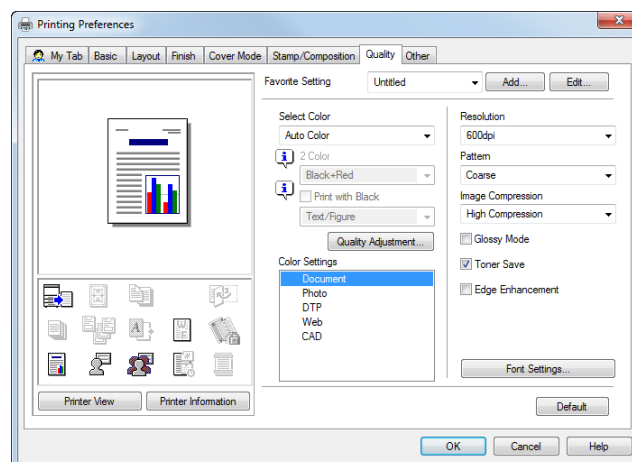 Printing Preferences
My Tab Basic Layout Finish Cover Mode Stamp/Composition Quality Other
Favorite Setting Untitled Add... Edit...
Select Color
Auto Color
2 Color
Black+Red
Print with Black
Text/Figure
Quality Adjustment...
Color Settings
Document
Photo
DTP
Web
CAD
Resolution
600dpi
Pattern
Coarse
Image Compression
High Compression
Glossy Mode
Toner Save
Edge Enhancement
Font Settings...
Printer View Printer Information
Default
OK Cancel Help